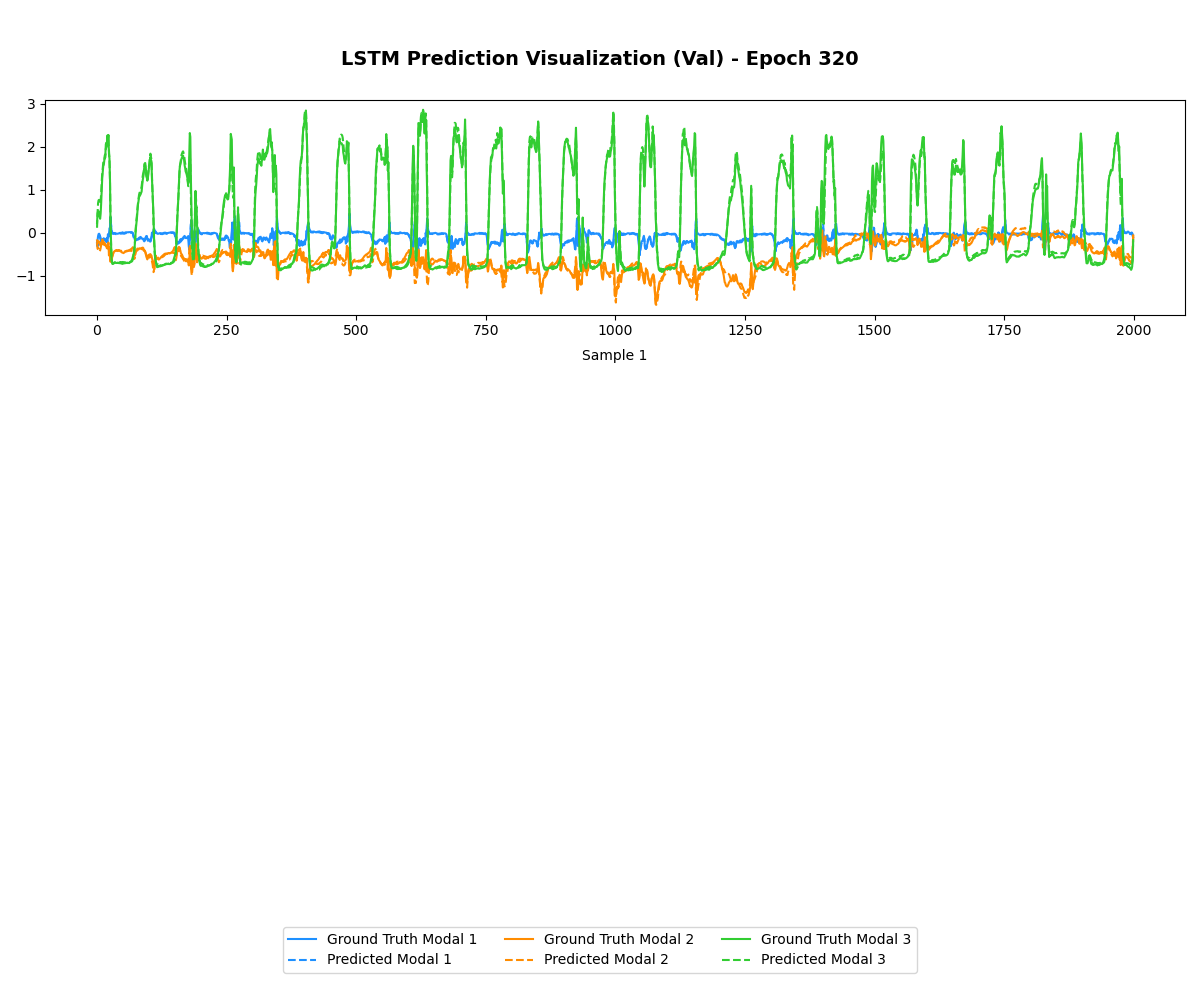 LSTM Prediction Visualization (Val) - Epoch 320
3
2
1
0
−1
0 250 500 750 1000 1250 1500 1750 2000
Sample 1
Ground Truth Modal 1 Ground Truth Modal 2 Ground Truth Modal 3
Predicted Modal 1 Predicted Modal 2 Predicted Modal 3